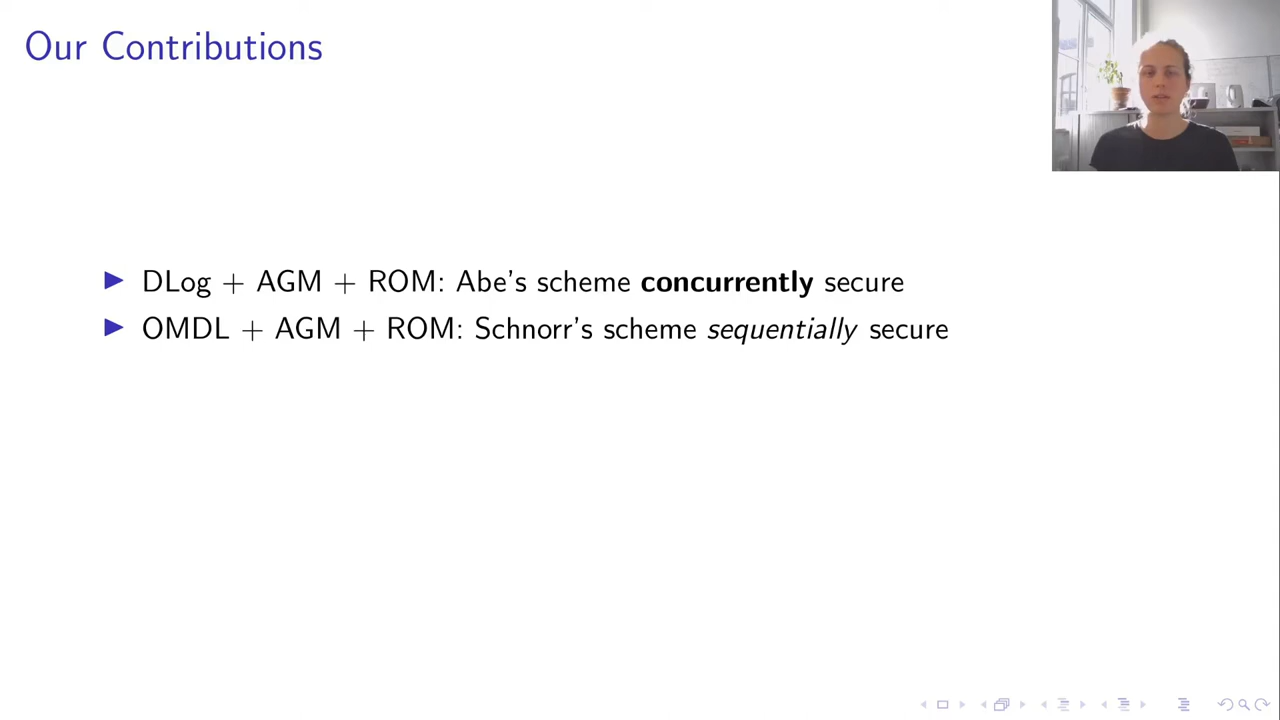 Our Contributions
DLog + AGM + ROM: Abe's scheme concurrently secure
OMDL + AGM + ROM: Schnorr's scheme sequentially secure